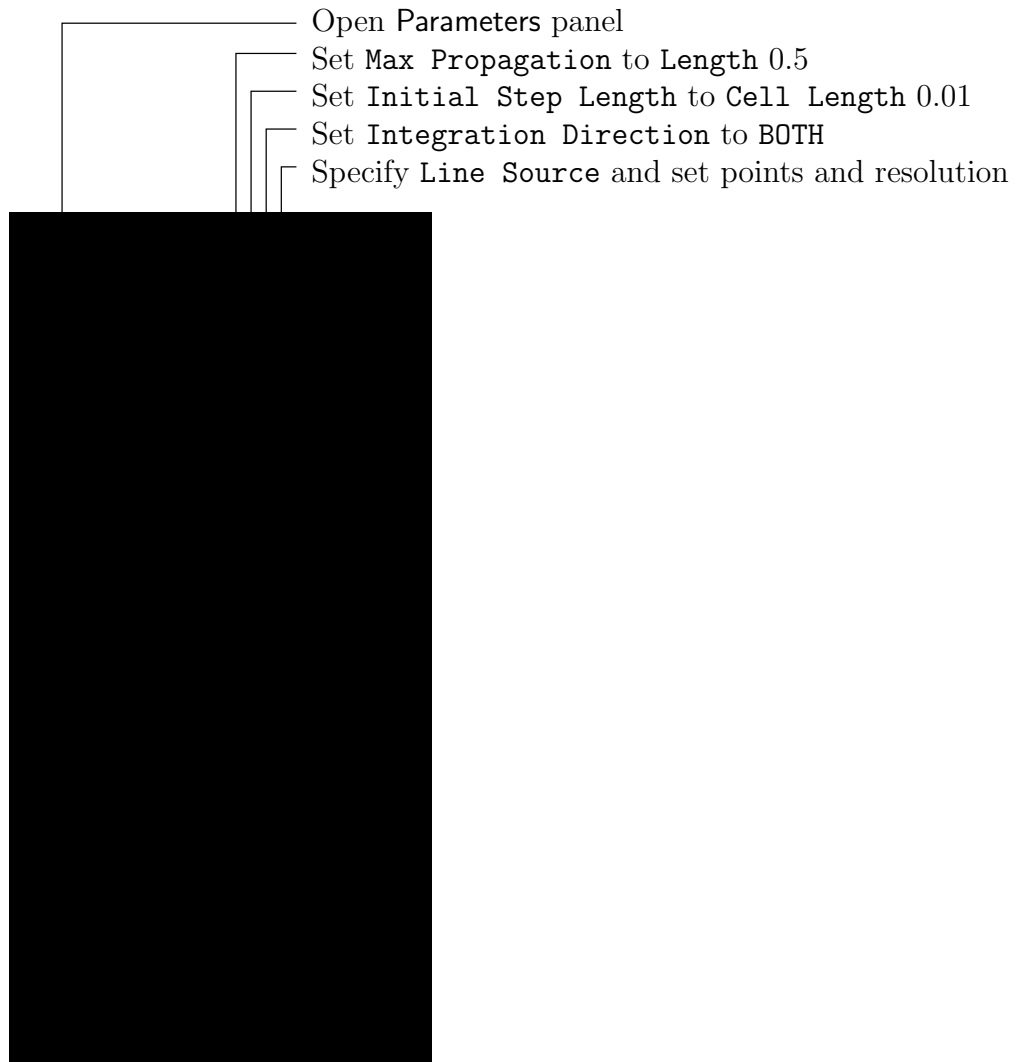 Open Parameters panel
Set Max Propagation to Length 0.5
Set Initial Step Length to Cell Length 0.01
Set Integration Direction to BOTH
Specify Line Source and set points and resolution